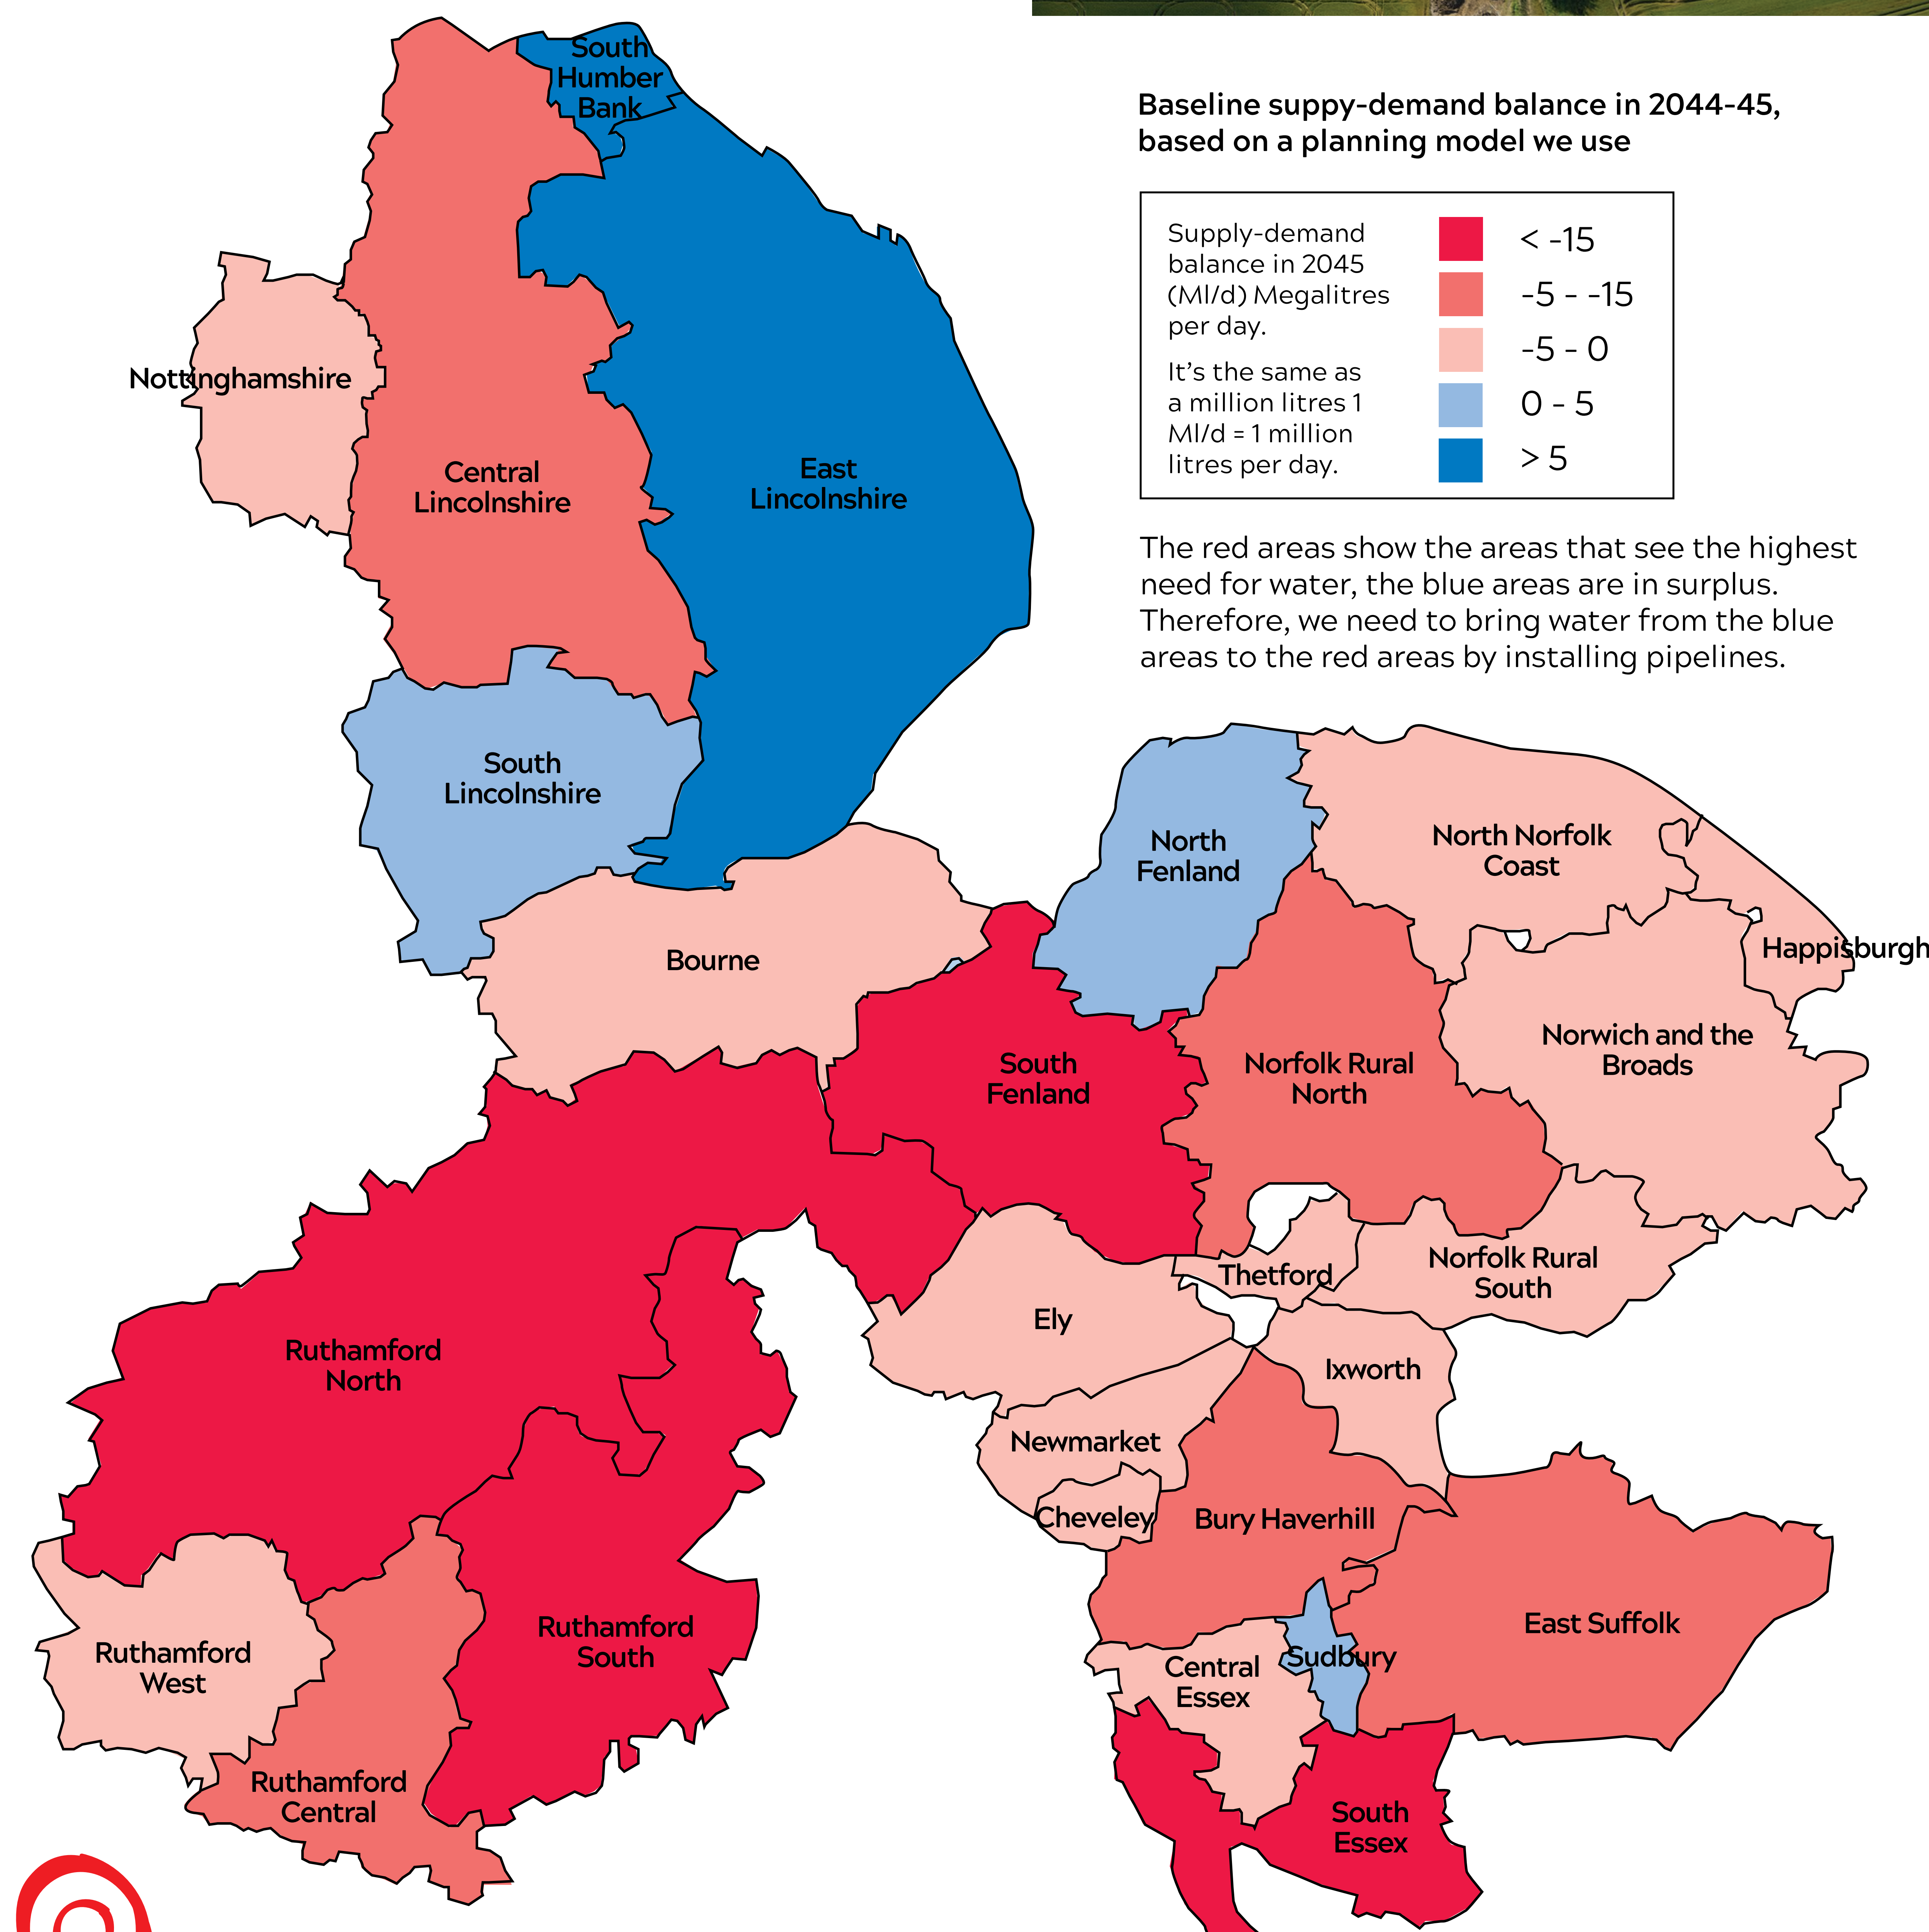 South
Humber
Bank
Baseline suppy-demand balance in 2044-45,
based on a planning model we use
Supply-demand
balance in 2045
(Ml/d) Megalitres
per day.
It's the same as
a million litres 1
Ml/d = 1 million
litres per day.
< -15
-5 - -15
-5 - 0
0 - 5
> 5
The red areas show the areas that see the highest
need for water, the blue areas are in surplus.
Therefore, we need to bring water from the blue
areas to the red areas by installing pipelines.
Nottinghamshire
Central
Lincolnshire
East
Lincolnshire
South
Lincolnshire
North
Fenland
North Norfolk
Coast
Happisburgh
Bourne
South
Fenland
Norfolk Rural
North
Norwich and the
Broads
Thetford
Norfolk Rural
South
Ely
Ixworth
Ruthamford
North
Newmarket
Cheveley
Bury Haverhill
Ruthamford
South
East Suffolk
Ruthamford
West
Central
Essex
Sudbury
Ruthamford
Central
South
Essex